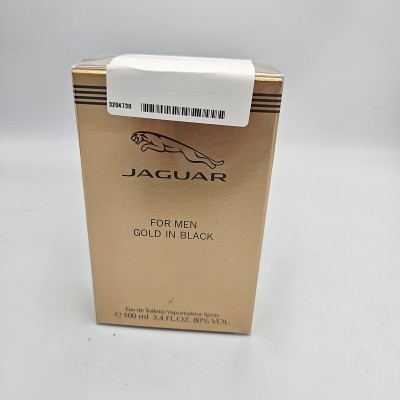 3204738
JAGUAR
FOR MEN
GOLD IN BLACK
Eau de Toilette Vaporisateur Spray
℮ 100 ml 3.4 FL.OZ. 80% VOL.